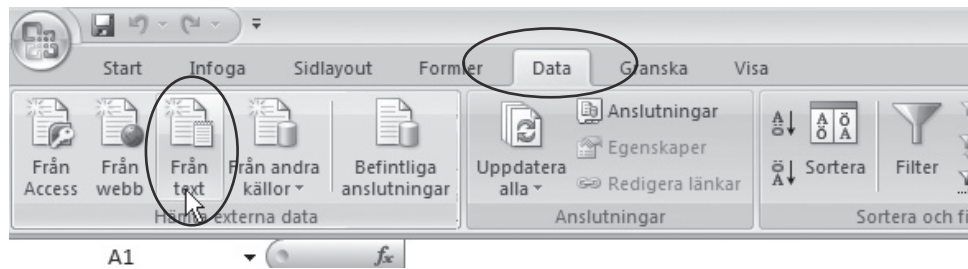 Start Infoga Sidlayout Formler Data Granska Visa
Från Access
Från webb
Från text
Från andra källor
Befintliga anslutningar
Hämta externa data
Uppdatera alla
Anslutningar
Egenskaper
Redigera länkar
Anslutningar
A
Ö
Ö
A
A Ö
Ö A
Sortera
Filter
Sortera och fi
A1
fx